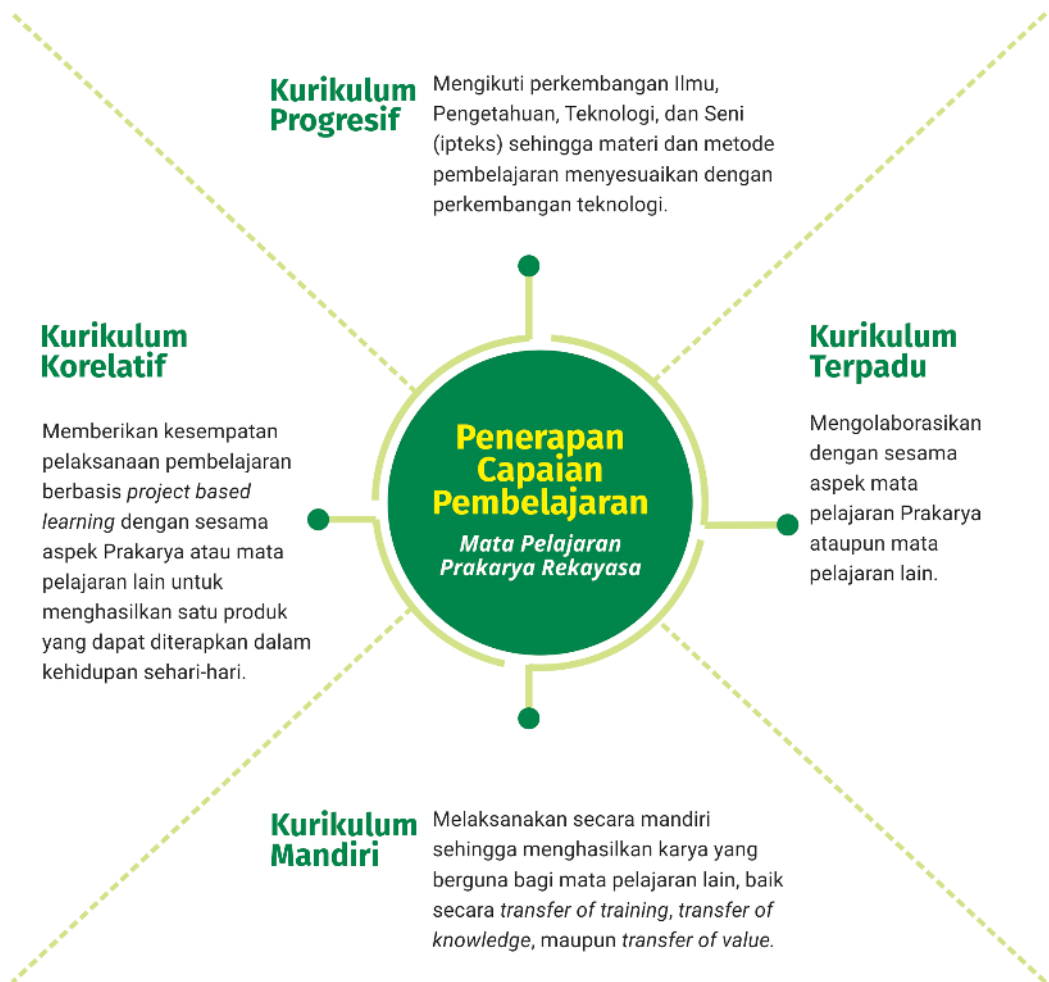 Kurikulum
Progresif
Mengikuti perkembangan Ilmu,
Pengetahuan, Teknologi, dan Seni
(ipteks) sehingga materi dan metode
pembelajaran menyesuaikan dengan
perkembangan teknologi.
Kurikulum
Korelatif
Memberikan kesempatan
pelaksanaan pembelajaran
berbasis project based
learning dengan sesama
aspek Prakarya atau mata
pelajaran lain untuk
menghasilkan satu produk
yang dapat diterapkan dalam
kehidupan sehari-hari.
Penerapan
Capaian
Pembelajaran
Mata Pelajaran
Prakarya Rekayasa
Kurikulum
Terpadu
Mengolaborasikan
dengan sesama
aspek mata
pelajaran Prakarya
ataupun mata
pelajaran lain.
Kurikulum
Mandiri
Melaksanakan secara mandiri
sehingga menghasilkan karya yang
berguna bagi mata pelajaran lain, baik
secara transfer of training, transfer of
knowledge, maupun transfer of value.